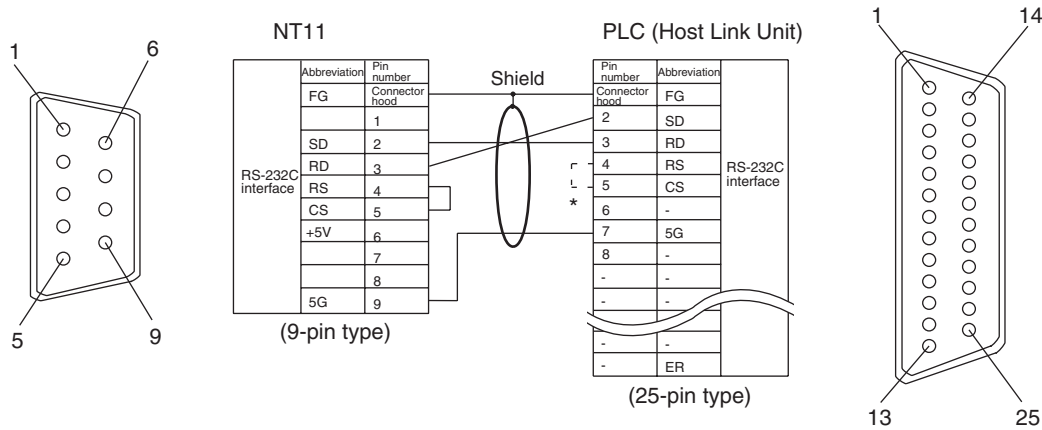 NT11
PLC (Host Link Unit)
1
6
5
9
RS-232C
interface
Abbreviation
Pin
number
FG
Connector
hood
1
SD
2
RD
3
RS
4
CS
5
+5V
6
7
8
5G
9
(9-pin type)
Shield
*
Pin
number
Abbreviation
Connector
hood
FG
2
SD
3
RD
4
RS
5
CS
6
-
7
5G
8
-
-
-
-
-
-
-
-
ER
RS-232C
interface
(25-pin type)
1
14
13
25